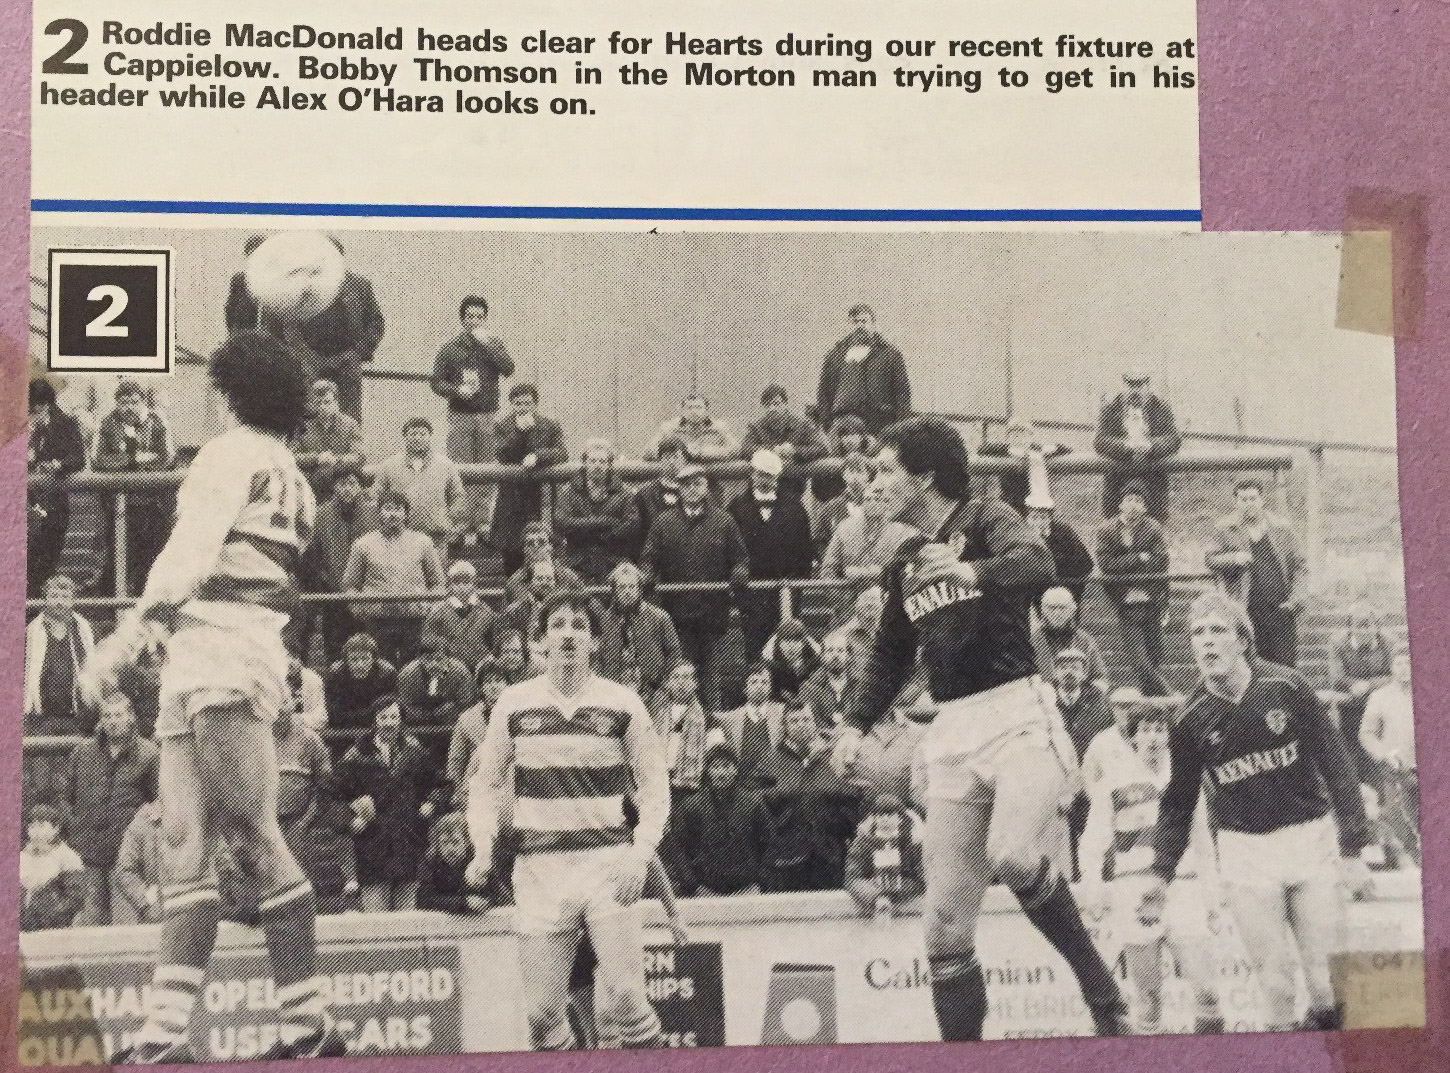 2 Roddie MacDonald heads clear for Hearts during our recent fixture at
Cappielow. Bobby Thomson in the Morton man trying to get in his
header while Alex O'Hara looks on.
2
RENAULT
OPEL BEDFORD
USED CARS